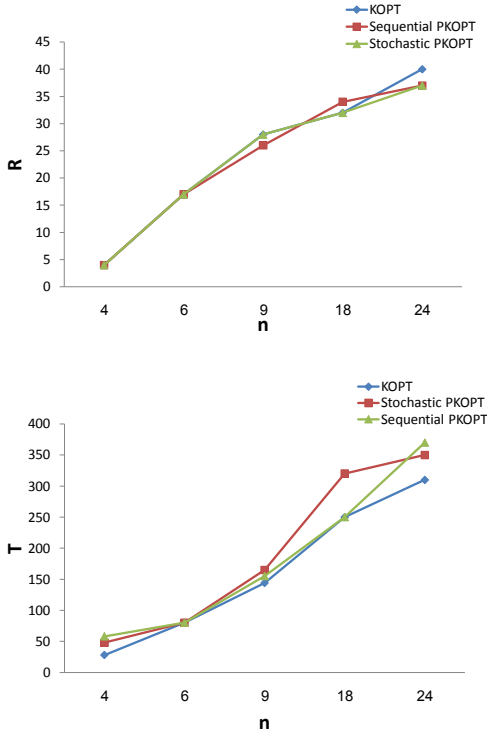 KOPT
Sequential PKOPT
Stochastic PKOPT
45
40
35
30
25
20
15
10
5
0
R
4 6 9 18 24
n
KOPT
Stochastic PKOPT
Sequential PKOPT
400
350
300
250
200
150
100
50
0
T
4 6 9 18 24
n